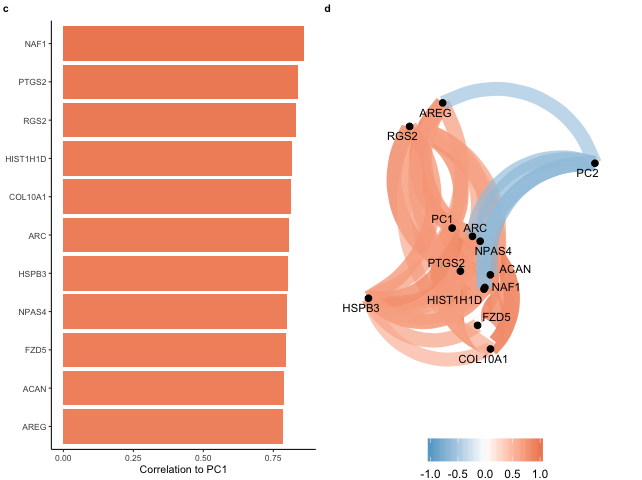 c
NAF1
PTGS2
RGS2
HIST1H1D
COL10A1
ARC
HSPB3
NPAS4
FZD5
ACAN
AREG
0.00
0.25
0.50
0.75
Correlation to PC1
d
AREG
RGS2
PC2
PC1
ARC
NPAS4
PTGS2
ACAN
NAF1
HIST1H1D
HSPB3
FZD5
COL10A1
-1.0 -0.5 0.0 0.5 1.0